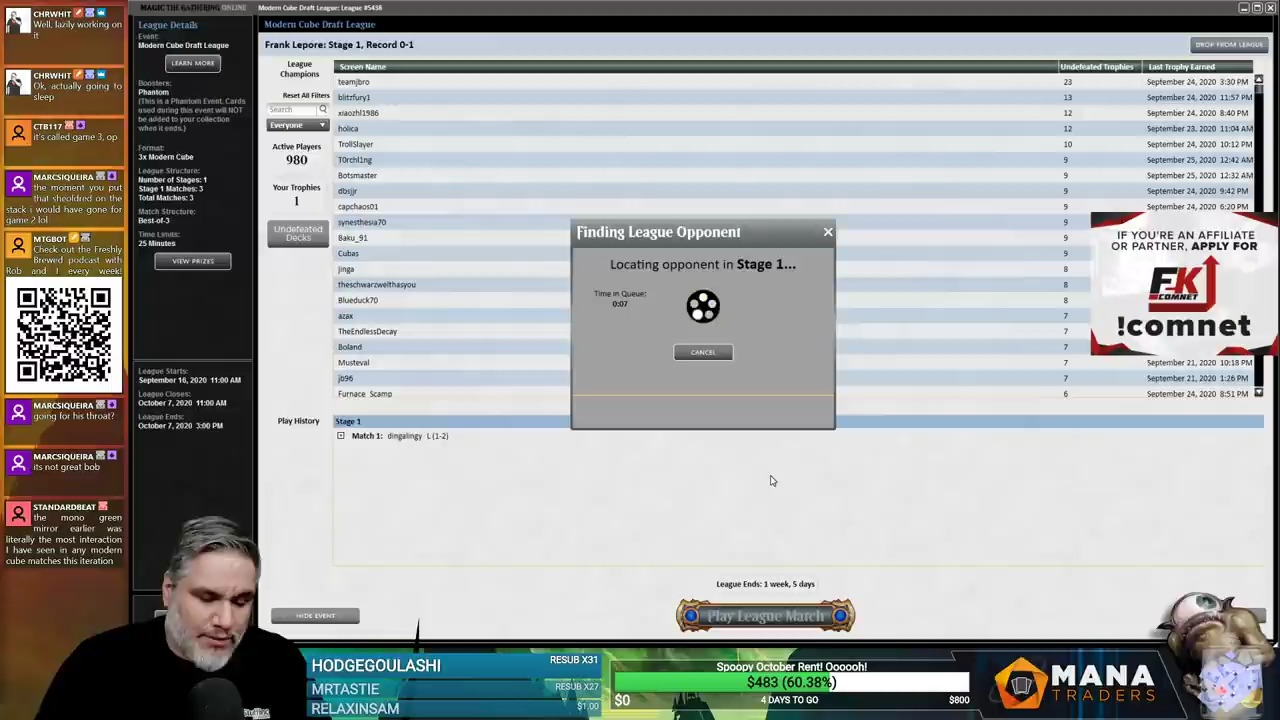 MAGIC THE GATHERING ONLINE
Modern Cube Draft League: League #5438
CHRWHIT
Well, lazily working on it
CHRWHIT
Ok, actually going to sleep
CTB117
it's called game 3, op
MARCSIQUEIRA
the moment you put that sheoldred on the stack i would have gone for game 2 lol
MTGBOT
Check out the Freshly Brewed podcast with Rob and I every week!
MARCSIQUEIRA
going for his throat?
MARCSIQUEIRA
its not great bob
STANDARDBEAT
the mono green mirror earlier was literally the most interaction I have seen in any modern cube matches this iteration
League Details
Event:
Modern Cube Draft League
LEARN MORE
Boosters:
Phantom
(This is a Phantom Event. Cards used during this event will NOT be added to your collection when it ends.)
Format:
3x Modern Cube
League Structure:
Number of Stages: 1
Stage 1 Matches: 3
Total Matches: 3
Match Structure:
Best-of-3
Time Limits:
25 Minutes
VIEW PRIZES
League Starts:
September 16, 2020 11:00 AM
League Closes:
October 7, 2020 11:00 AM
League Ends:
October 7, 2020 3:00 PM
Modern Cube Draft League
Frank Lepore: Stage 1, Record 0-1
DROP FROM LEAGUE
League Champions
Reset All Filters
Search
Everyone
Active Players
980
Your Trophies
1
Undefeated Decks
Screen Name Undefeated Trophies Last Trophy Earned
teamjbro 23 September 24, 2020 3:30 PM
blitzfury1 13 September 24, 2020 11:57 PM
xiaozhl1986 12 September 24, 2020 8:40 PM
holica 12 September 23, 2020 11:04 AM
TrollSlayer 10 September 24, 2020 10:12 PM
T0rchl1ng 9 September 25, 2020 12:42 AM
Botsmaster 9 September 25, 2020 12:32 AM
dbsjjr 9 September 24, 2020 9:42 PM
capchaos01 9 September 24, 2020 6:20 PM
synesthesia70 9
Baku_91 9
Cubas 9
jinga 8
theschwarzwelthasyou 8
Blueduck70 8
azax 7
TheEndlessDecay 7
Boland 7
Musteval 7 September 21, 2020 10:18 PM
jb96 7 September 21, 2020 1:26 PM
Furnace_Scamp 6 September 24, 2020 8:51 PM
Finding League Opponent
Locating opponent in Stage 1...
Time in Queue:
0:07
CANCEL
IF YOU'RE AN AFFILIATE
OR PARTNER, APPLY FOR
COMNET
!comnet
Play History
Stage 1
Match 1: dingalingy L (1-2)
League Ends: 1 week, 5 days
HIDE EVENT
Play League Match
HODGEGOULASHI RESUB X31
MRTASTIE RESUB X27
RELAXINSAM $1.00
Spoopy October Rent! Oooooh!
$483 (60.38%)
$0 4 DAYS TO GO $800
MANA
TRADERS